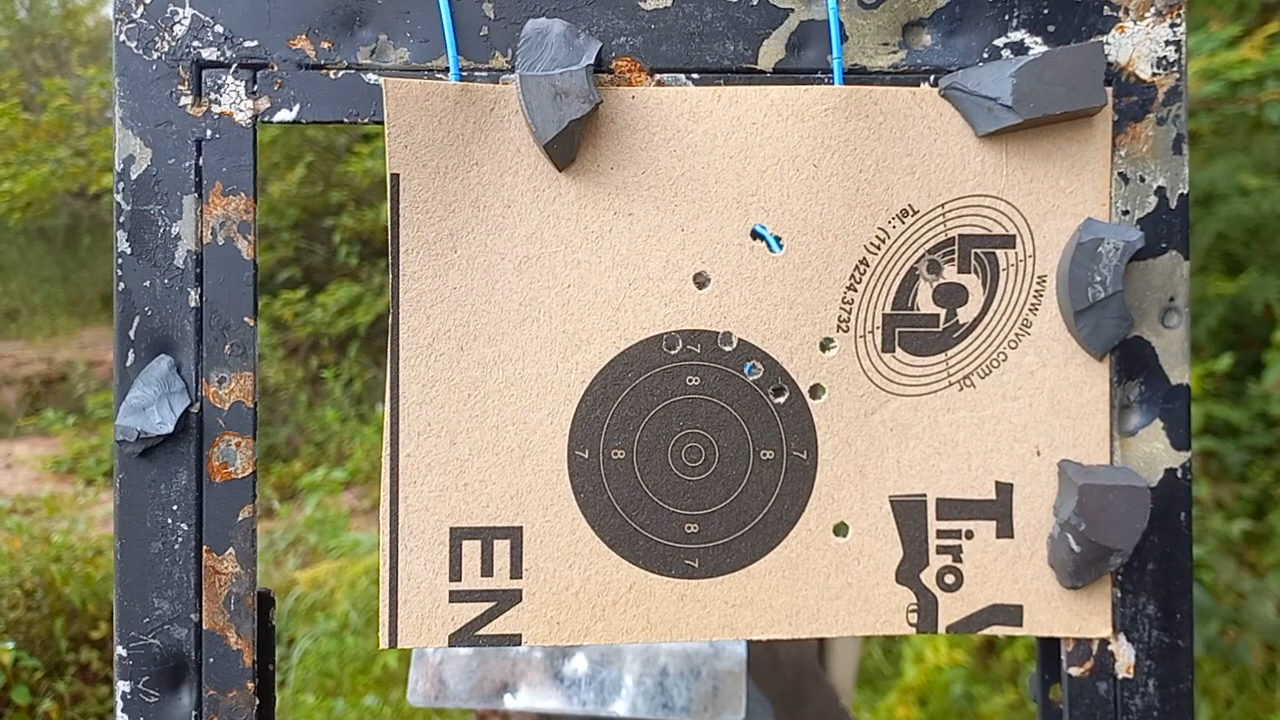 Tel.: (11) 4224.3732
www.alvo.com.br
7
8
7 8 8 7
8
7
Tiro
EN